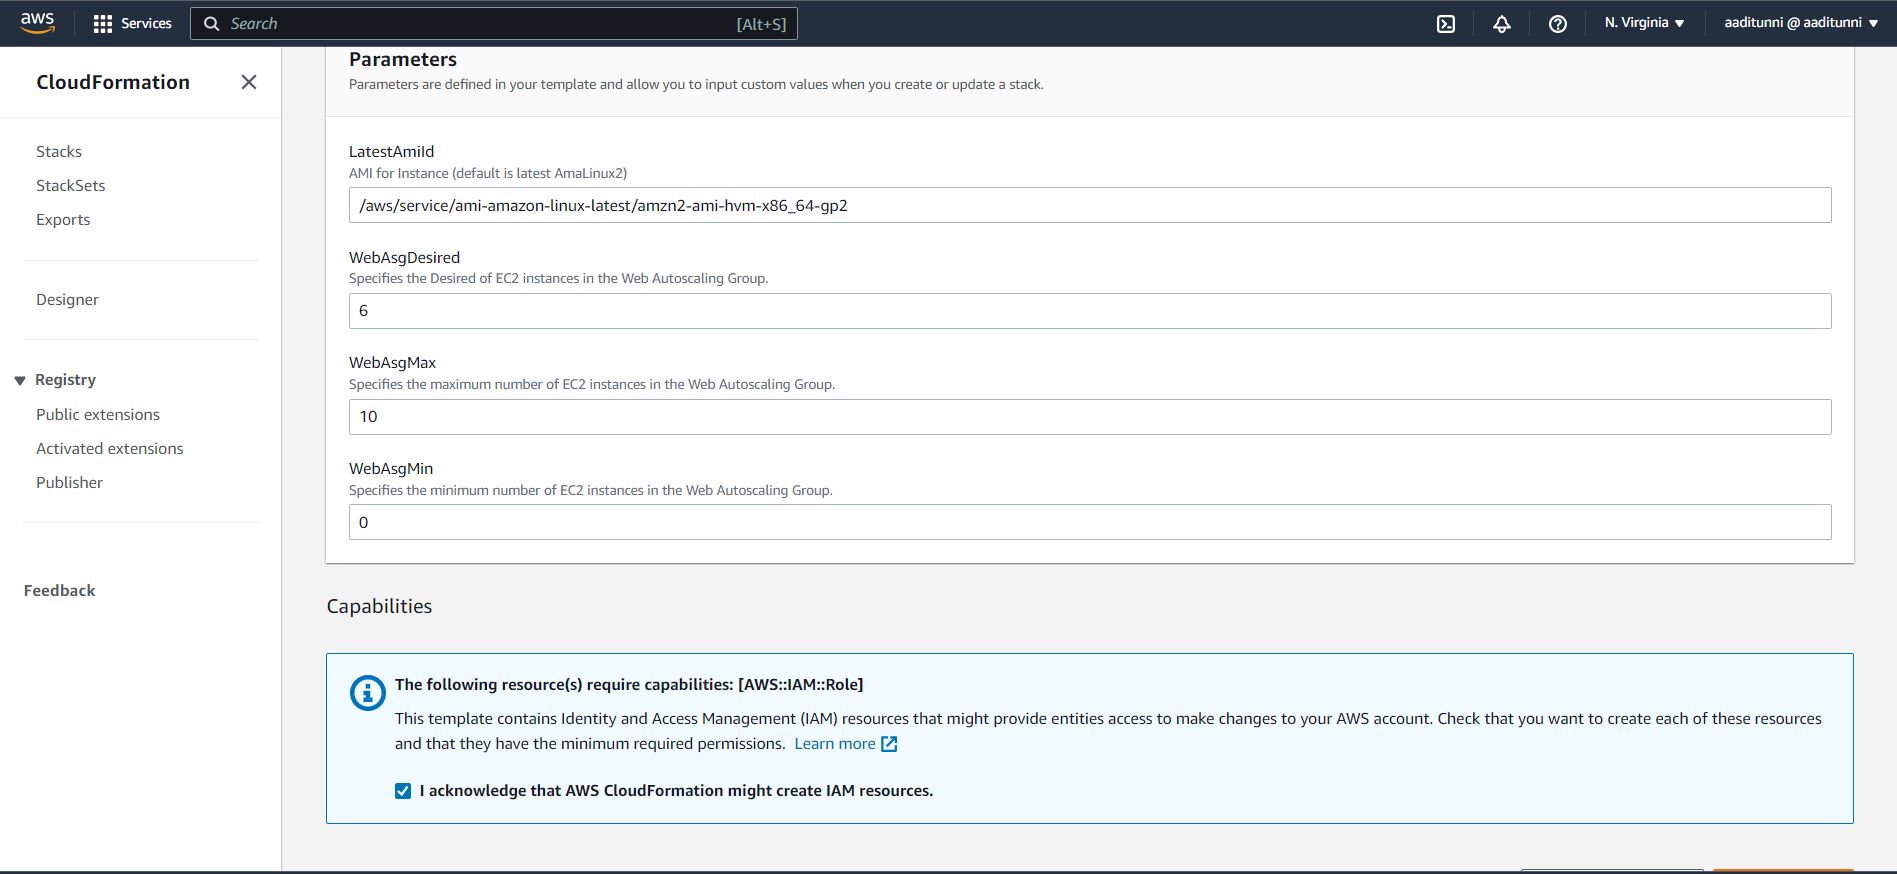 aws
Services
Search
[Alt+S]
N. Virginia
aaditunni @ aaditunni
CloudFormation
Stacks
StackSets
Exports
Designer
Registry
Public extensions
Activated extensions
Publisher
Feedback
Parameters
Parameters are defined in your template and allow you to input custom values when you create or update a stack.
LatestAmiId
AMI for Instance (default is latest AmaLinux2)
/aws/service/ami-amazon-linux-latest/amzn2-ami-hvm-x86_64-gp2
WebAsgDesired
Specifies the Desired of EC2 instances in the Web Autoscaling Group.
6
WebAsgMax
Specifies the maximum number of EC2 instances in the Web Autoscaling Group.
10
WebAsgMin
Specifies the minimum number of EC2 instances in the Web Autoscaling Group.
0
Capabilities
The following resource(s) require capabilities: [AWS::IAM::Role]
This template contains Identity and Access Management (IAM) resources that might provide entities access to make changes to your AWS account. Check that you want to create each of these resources
and that they have the minimum required permissions. Learn more
I acknowledge that AWS CloudFormation might create IAM resources.